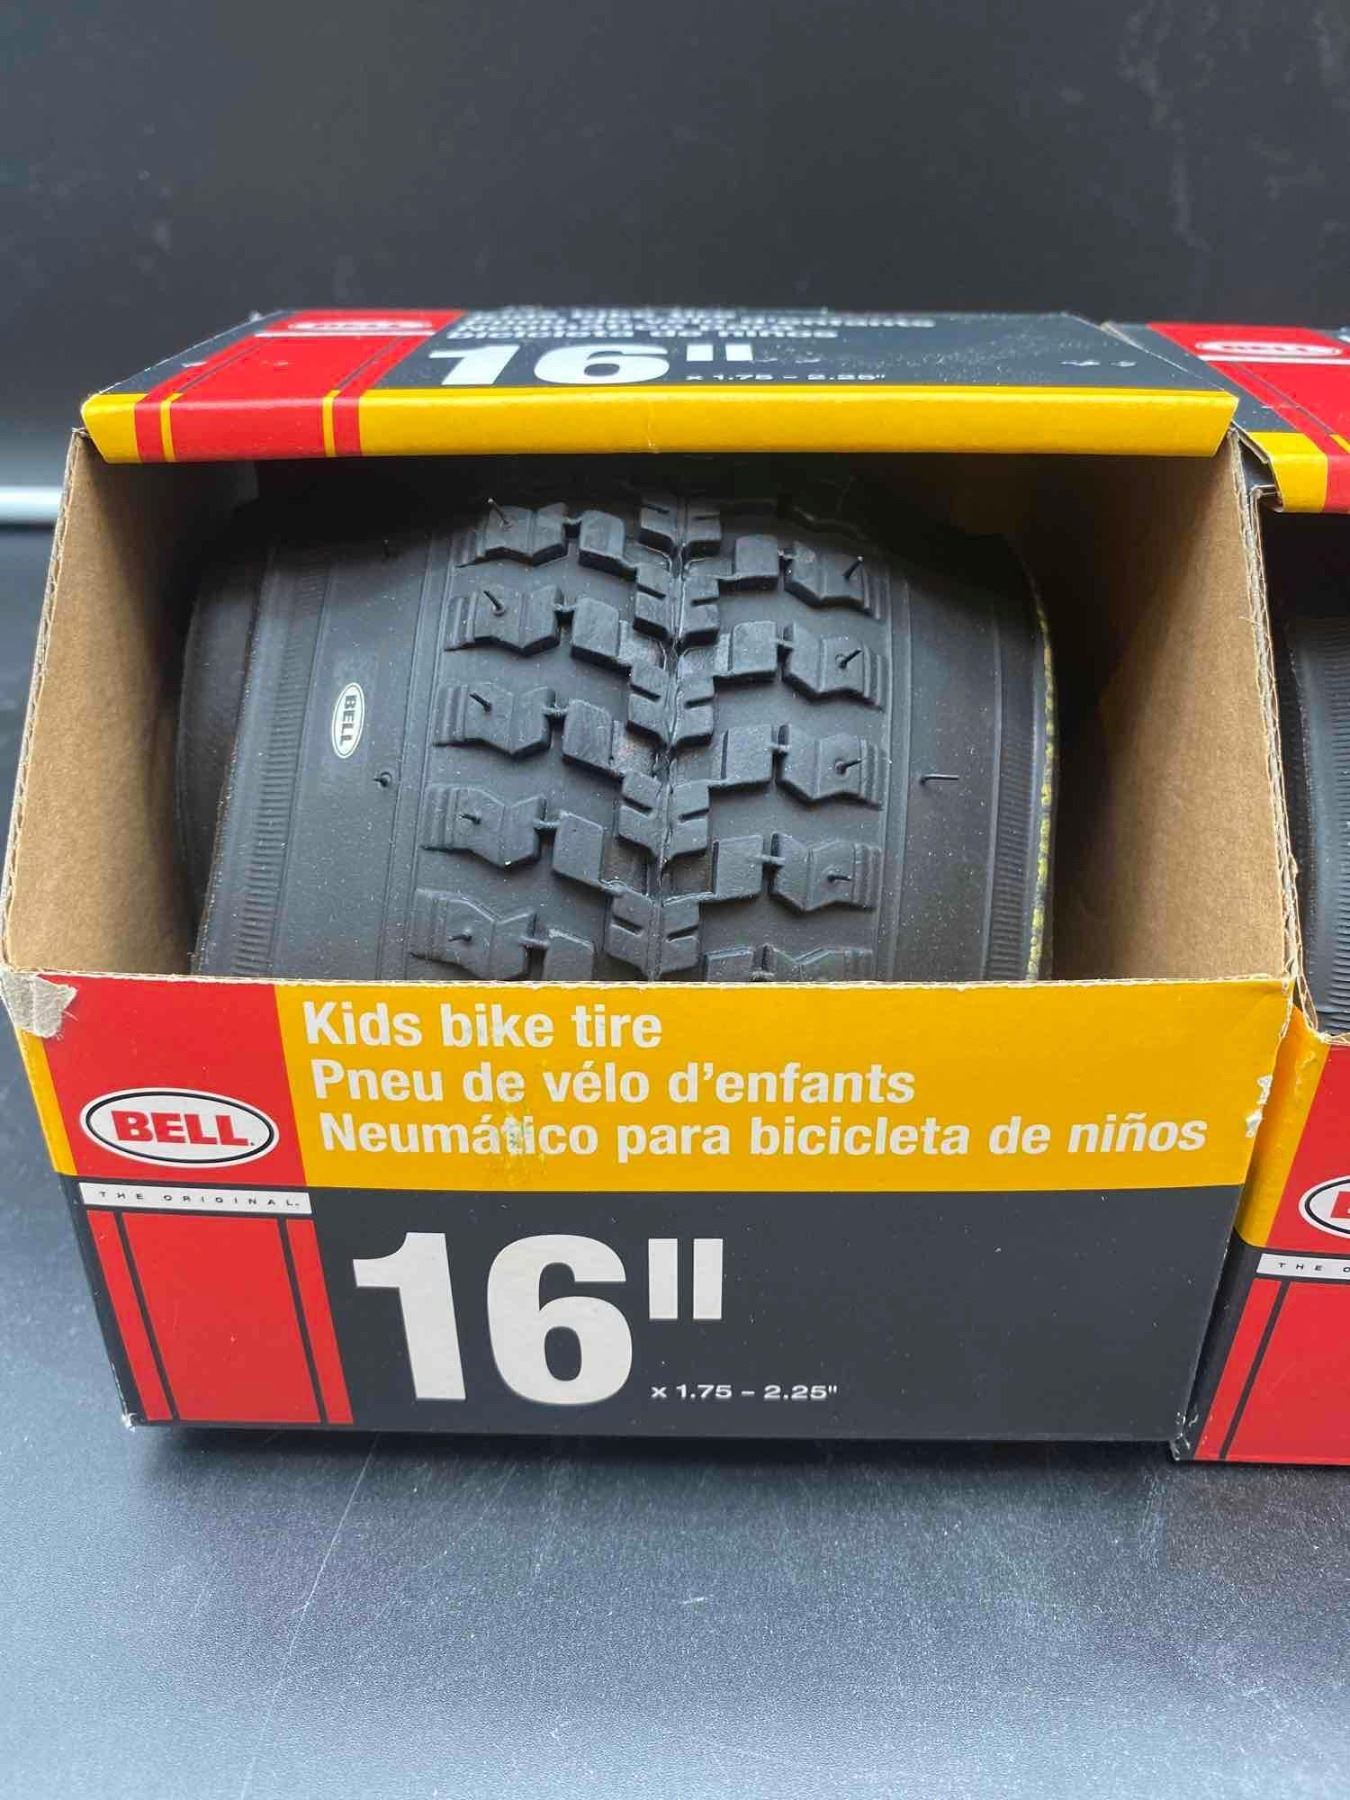 16"
x 1.75 - 2.25"
BELL
Kids bike tire
Pneu de vélo d'enfants
Neumático para bicicleta de niños
BELL
THE ORIGINAL.
16"
x 1.75 - 2.25"
THE